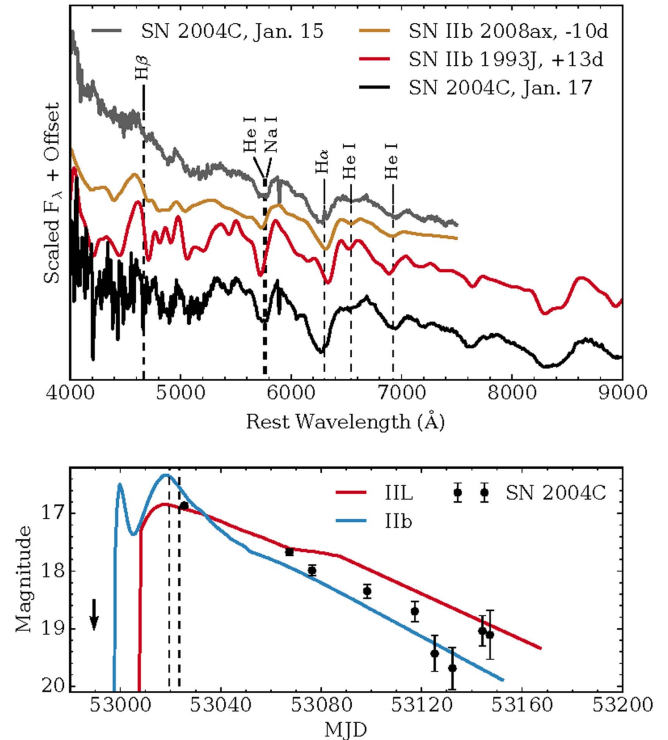 SN 2004C, Jan. 15
SN IIb 2008ax, -10d
SN IIb 1993J, +13d
SN 2004C, Jan. 17
Hβ
He I
Na I
Hα
He I
He I
Scaled Fλ + Offset
4000 5000 6000 7000 8000 9000
Rest Wavelength (Å)
IIL
IIb
SN 2004C
17
18
19
20
Magnitude
53000 53040 53080 53120 53160 53200
MJD